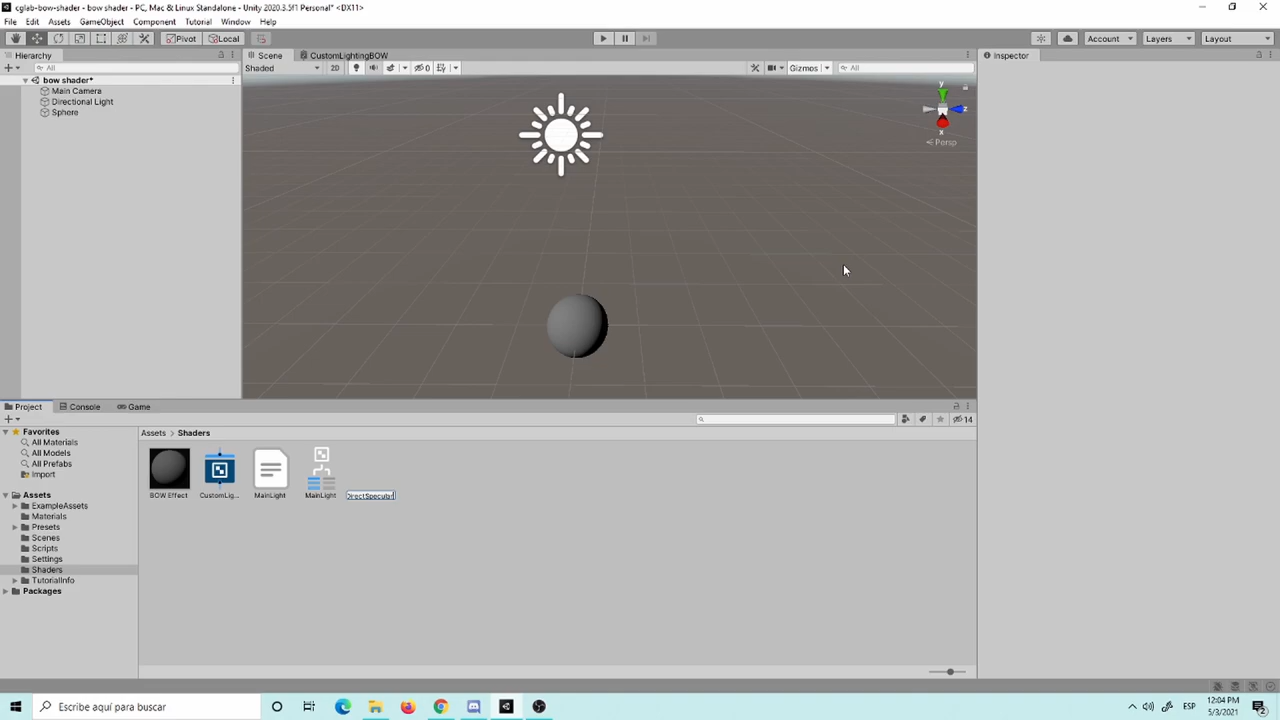 cglab-bow-shader - bow shader - PC, Mac & Linux Standalone - Unity 2020.3.5f1 Personal* <DX11>
File Edit Assets GameObject Component Tutorial Window Help
Pivot Local Account Layers Layout
Hierarchy Scene CustomLightingBOW Inspector
All Shaded 2D 0 Gizmos All
bow shader*
Main Camera
Directional Light
Sphere
y
z
x
Persp
Project Console Game
14
Favorites
All Materials
All Models
All Prefabs
Import
Assets
ExampleAssets
Materials
Presets
Scenes
Scripts
Settings
Shaders
TutorialInfo
Packages
Assets Shaders
BOW Effect CustomLig... MainLight MainLight DirectSpecular
Escribe aquí para buscar
ESP
12:04 PM
5/3/2021
2